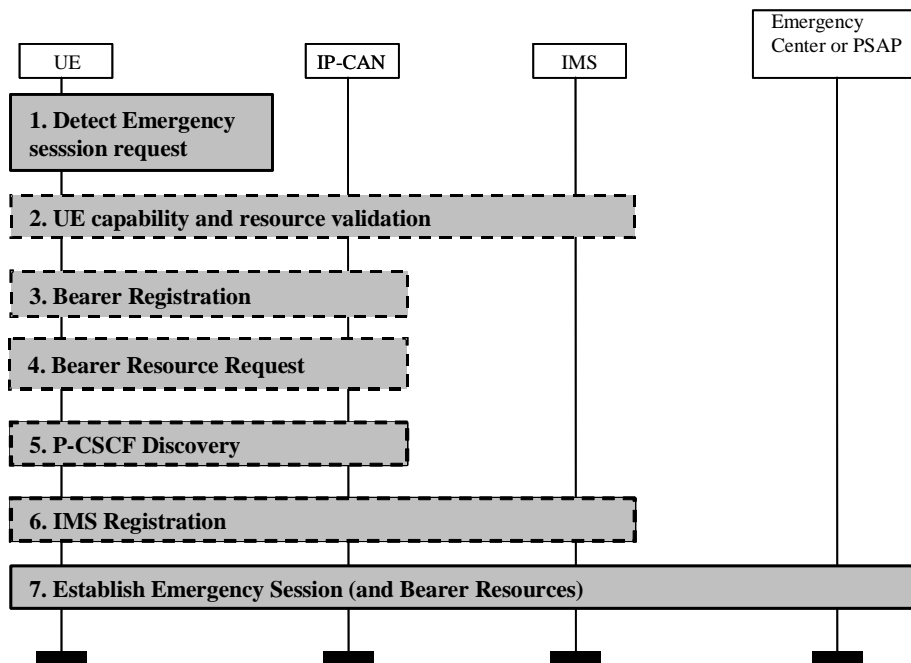 UE
IP-CAN
IMS
Emergency
Center or PSAP
1. Detect Emergency
sesssion request
2. UE capability and resource validation
3. Bearer Registration
4. Bearer Resource Request
5. P-CSCF Discovery
6. IMS Registration
7. Establish Emergency Session (and Bearer Resources)